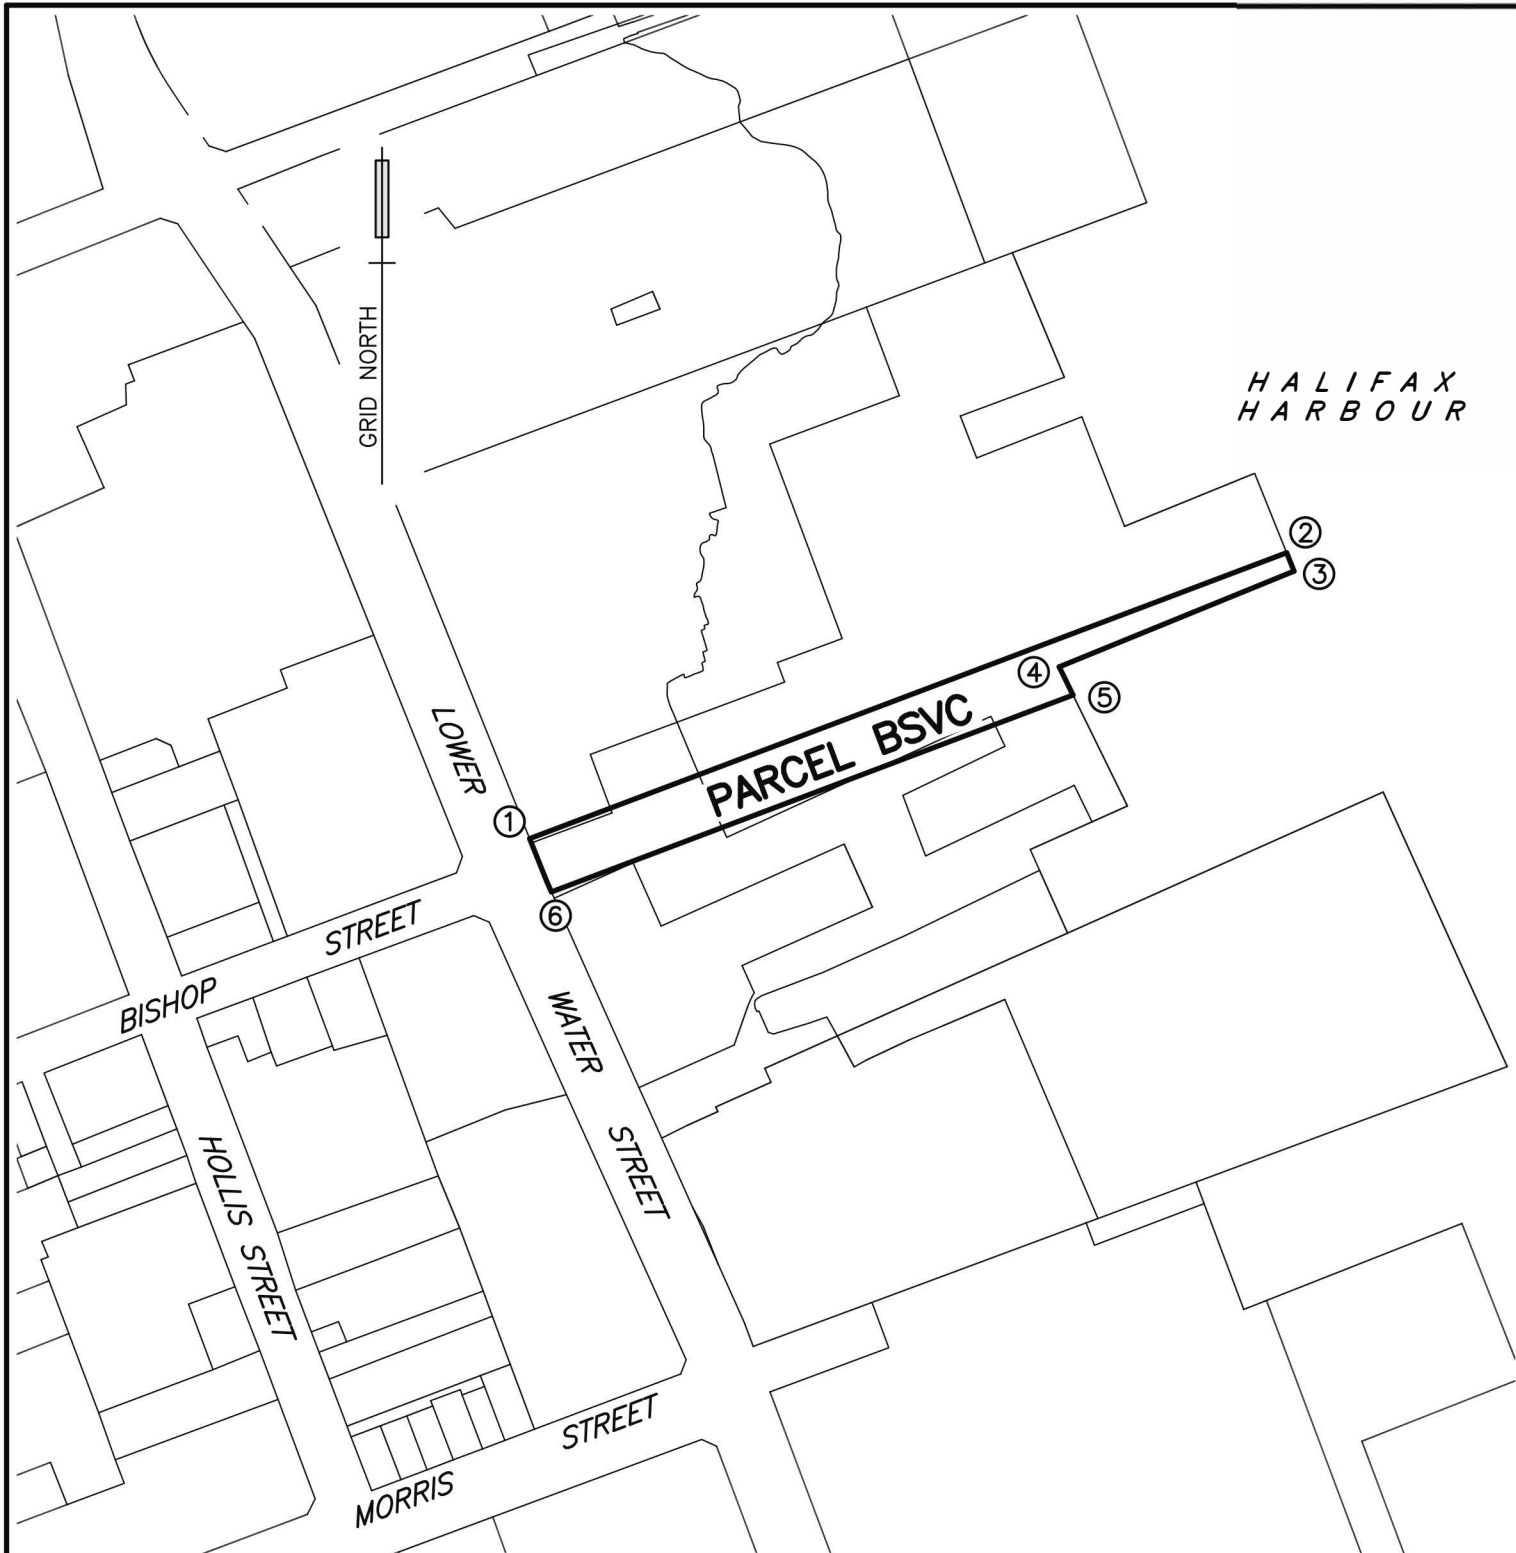 GRID NORTH
HALIFAX
HARBOUR
②
③
④
⑤
PARCEL BSVC
①
⑥
LOWER
WATER
STREET
BISHOP
STREET
HOLLIS STREET
MORRIS
STREET